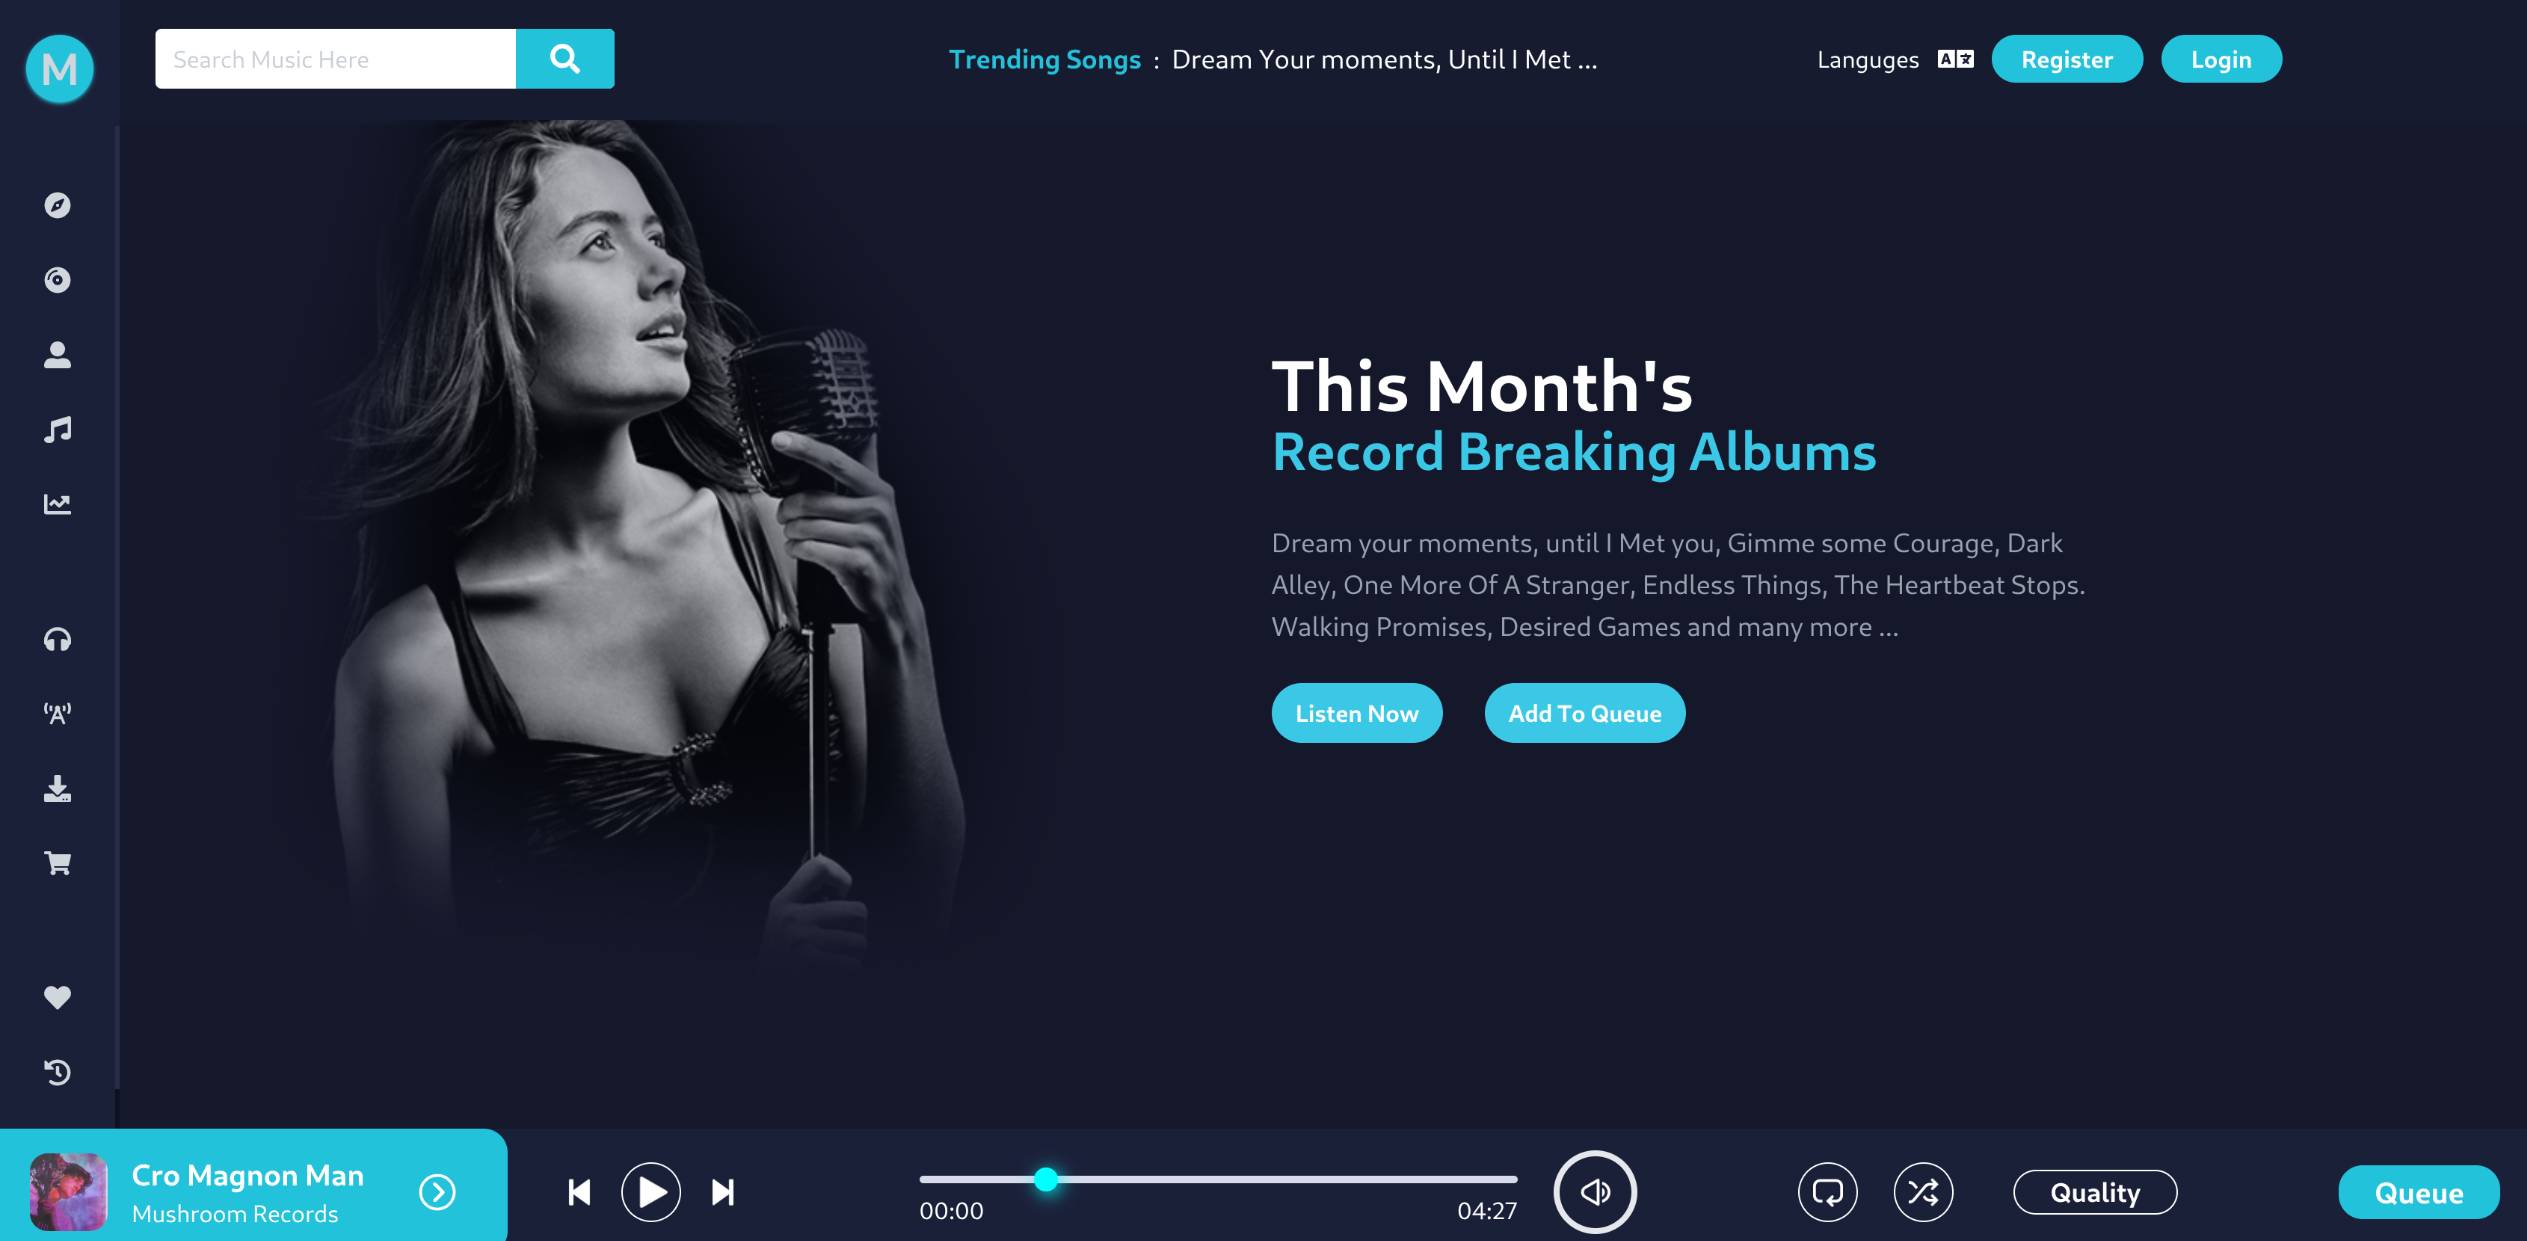 M
Search Music Here
Trending Songs : Dream Your moments, Until I Met ...
Languges
Register
Login
This Month's
Record Breaking Albums
Dream your moments, until I Met you, Gimme some Courage, Dark
Alley, One More Of A Stranger, Endless Things, The Heartbeat Stops.
Walking Promises, Desired Games and many more ...
Listen Now
Add To Queue
Cro Magnon Man
Mushroom Records
00:00
04:27
Quality
Queue